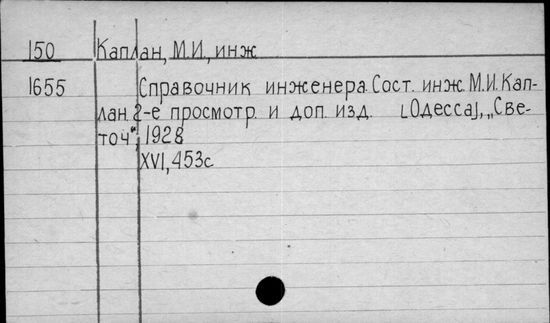 150 Каплан, М.И., инж
1655 Справочник инженера. Сост. инж. М.И. Кап-
лан. 2-е просмотр. и доп. изд. [Одесса], „Све-
точ“, 1928
XVI, 453с